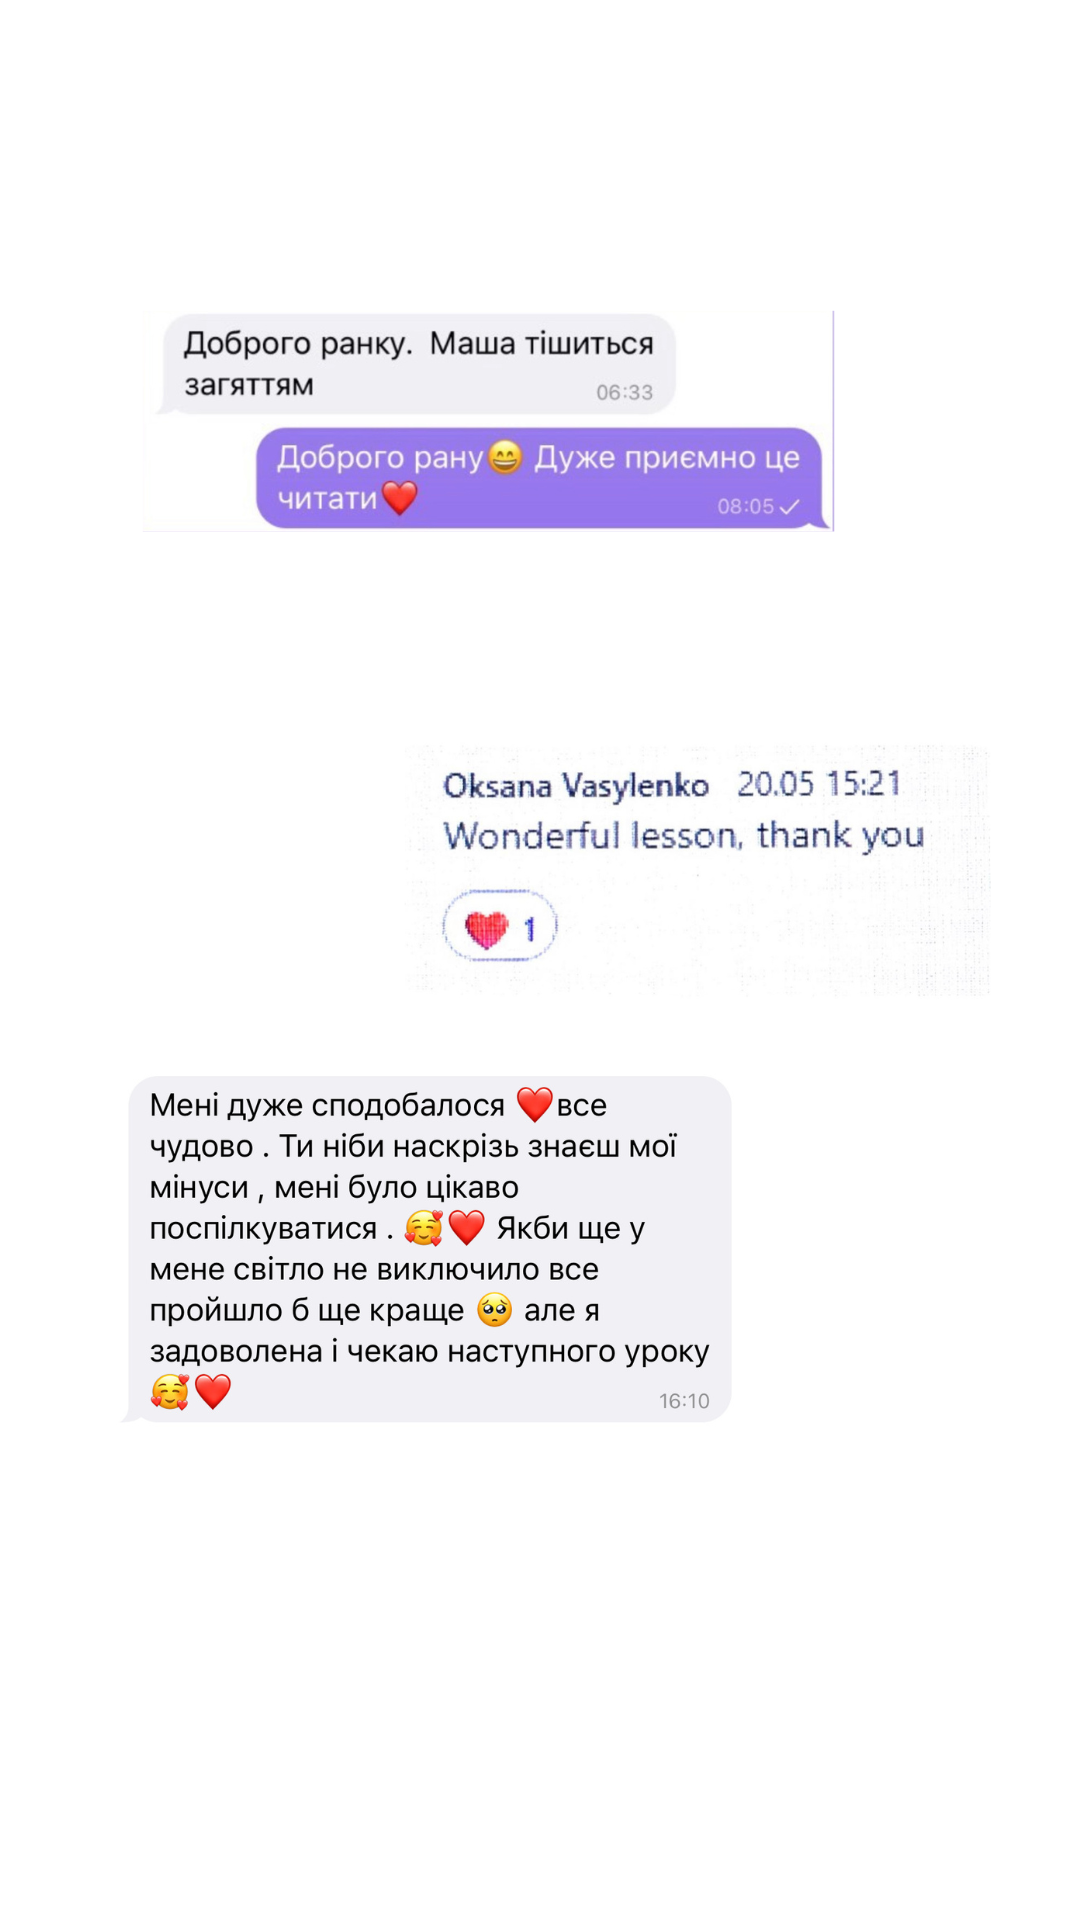 Доброго ранку.  Маша тішиться
загяттям
06:33
Доброго рану😄 Дуже приємно це
читати❤️
08:05
Oksana Vasylenko 20.05 15:21
Wonderful lesson, thank you
❤️ 1
Мені дуже сподобалося ❤️все
чудово . Ти ніби наскрізь знаєш мої
мінуси , мені було цікаво
поспілкуватися . 🥰❤️ Якби ще у
мене світло не виключило все
пройшло б ще краще 🥺 але я
задоволена і чекаю наступного уроку
🥰❤️
16:10